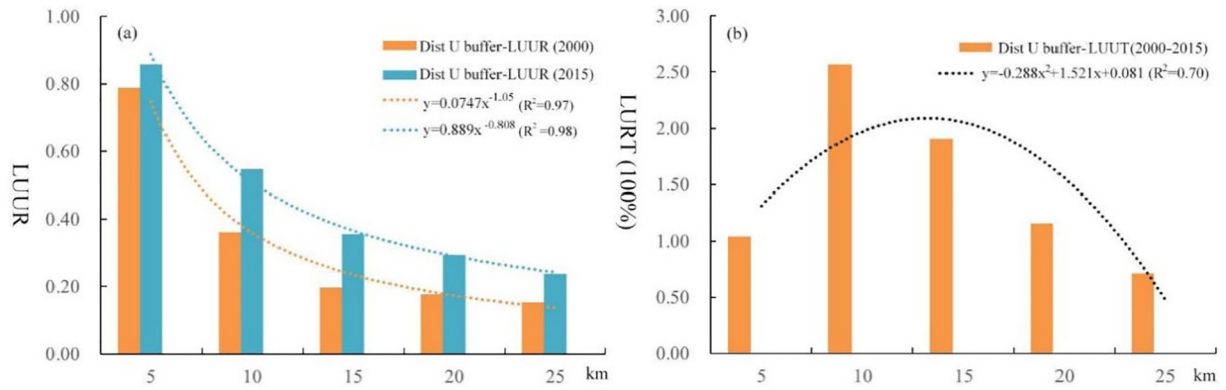 (a)
LUUR
1.00
0.80
0.60
0.40
0.20
0.00
Dist U buffer-LUUR (2000)
Dist U buffer-LUUR (2015)
y=0.0747x^-1.05 (R²=0.97)
y=0.889x^-0.808 (R²=0.98)
5 10 15 20 25 km
(b)
LURT (100%)
3.00
2.50
2.00
1.50
1.00
0.50
0.00
Dist U buffer-LUUT(2000-2015)
y=-0.288x²+1.521x+0.081 (R²=0.70)
5 10 15 20 25 km